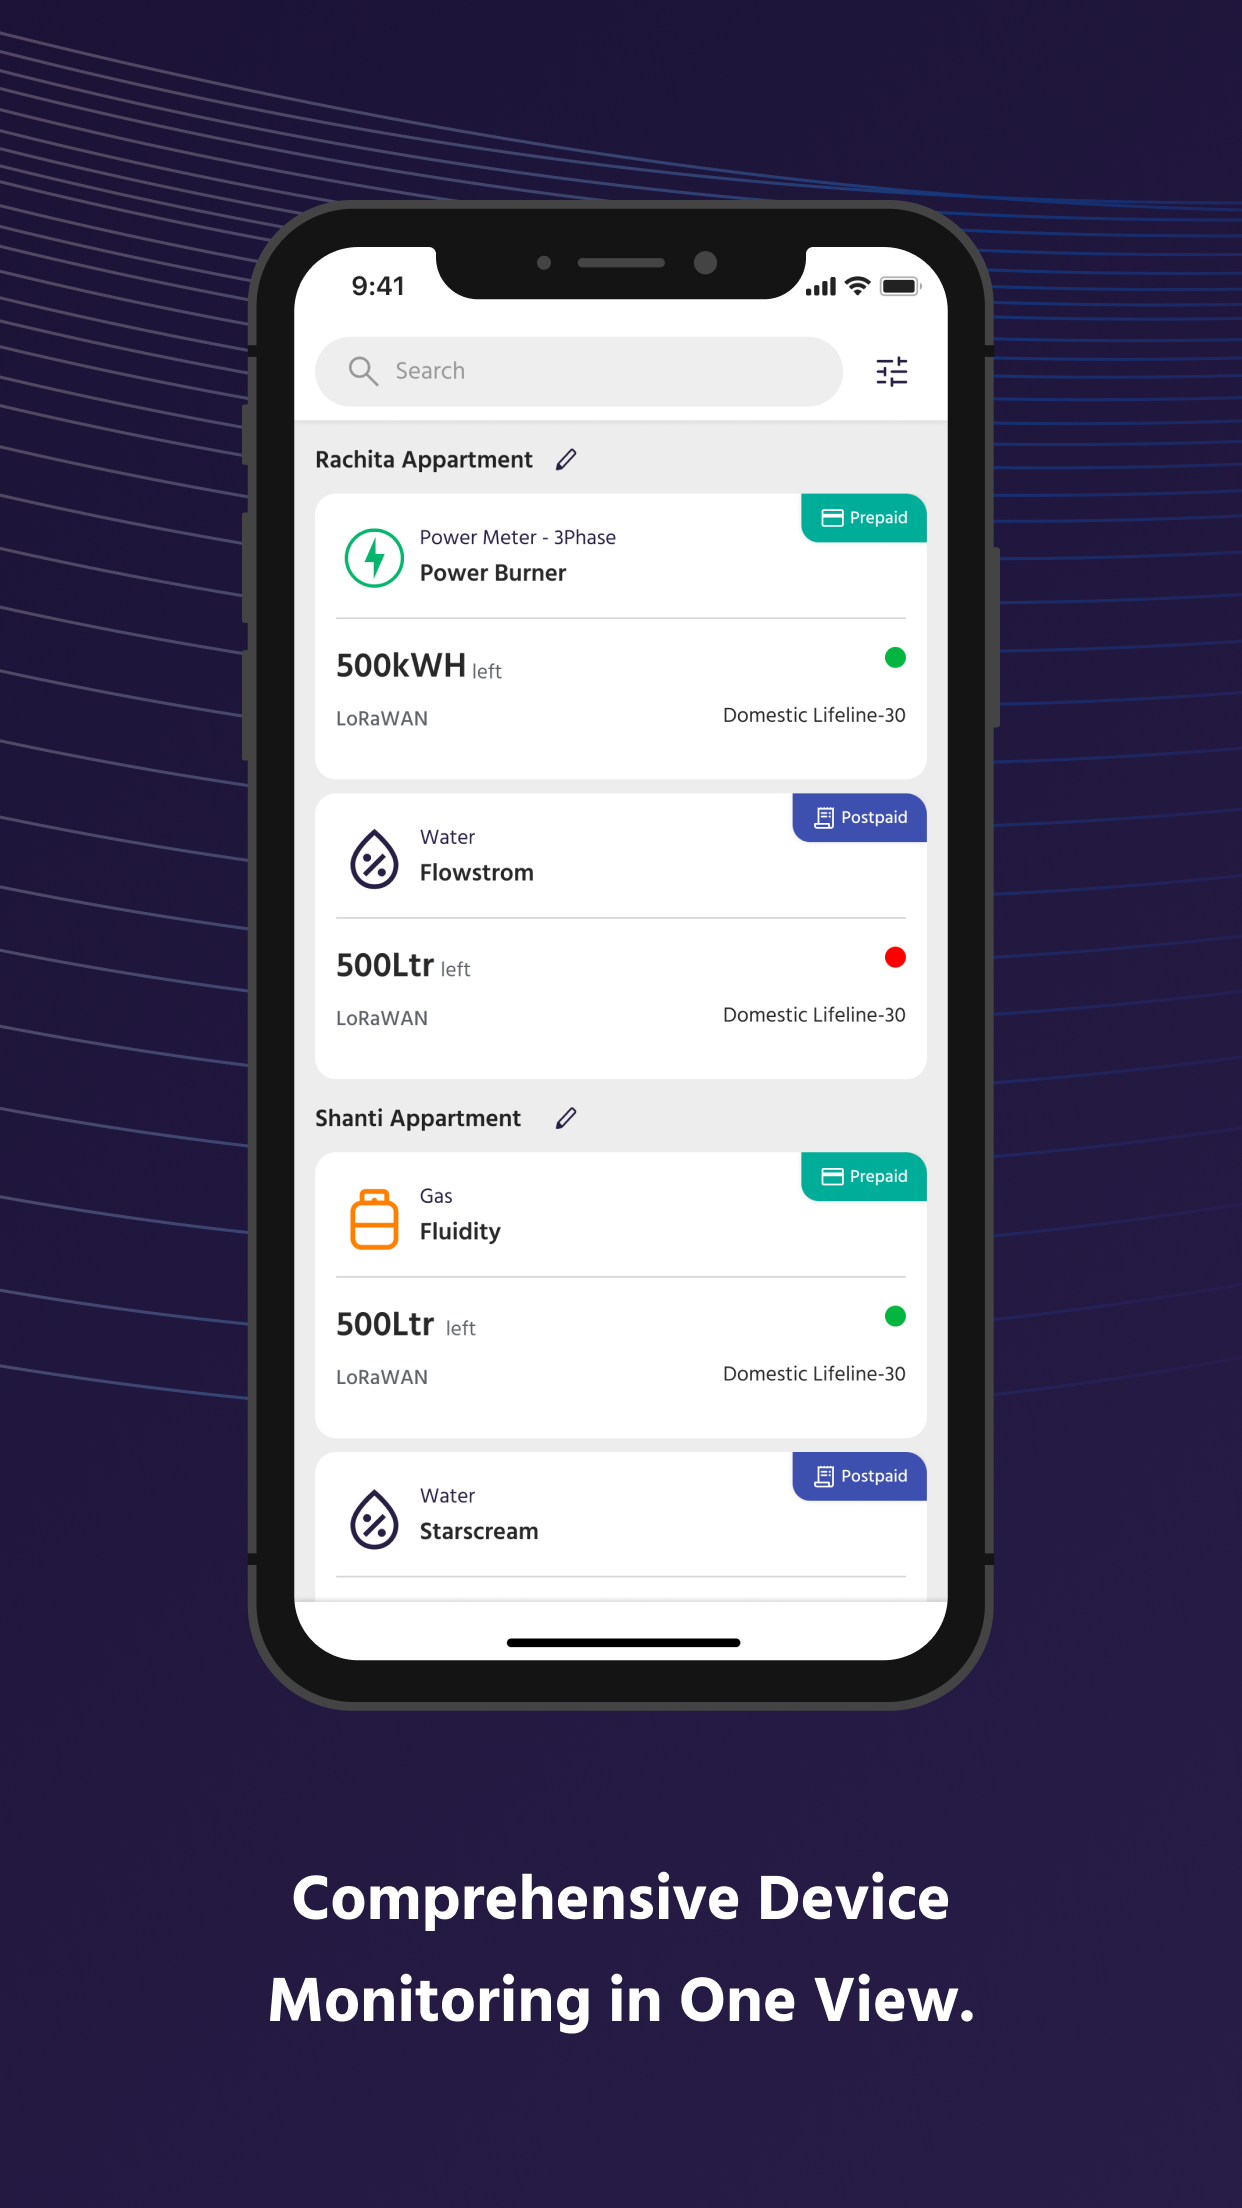 9:41
Search
Rachita Appartment
Prepaid
Power Meter - 3Phase
Power Burner
500kWH left
LoRaWAN
Domestic Lifeline-30
Postpaid
Water
Flowstrom
500Ltr left
LoRaWAN
Domestic Lifeline-30
Shanti Appartment
Prepaid
Gas
Fluidity
500Ltr left
LoRaWAN
Domestic Lifeline-30
Postpaid
Water
Starscream
Comprehensive Device
Monitoring in One View.